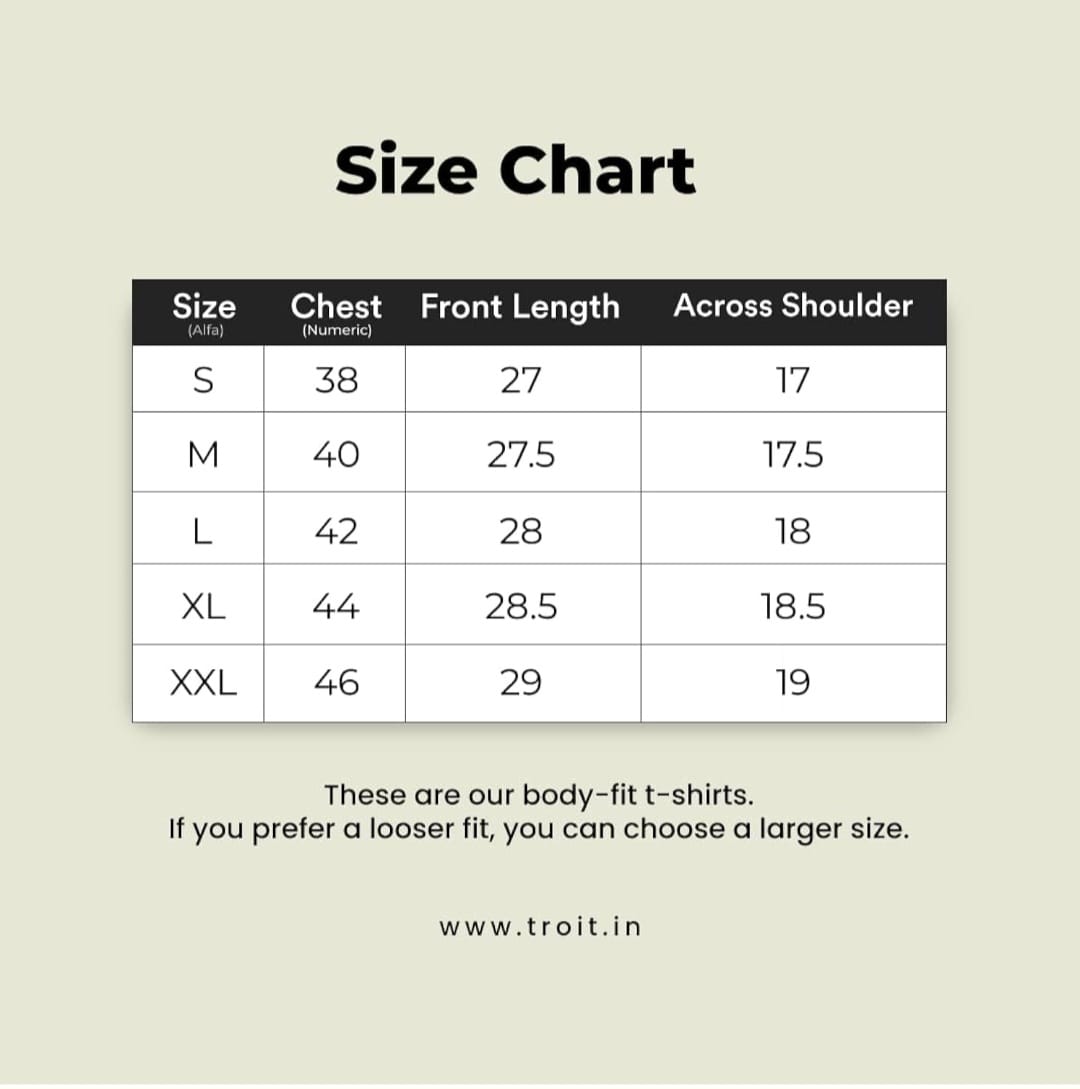 Size Chart
Size Chest Front Length Across Shoulder
(Alfa) (Numeric)
S 38 27 17
M 40 27.5 17.5
L 42 28 18
XL 44 28.5 18.5
XXL 46 29 19
These are our body-fit t-shirts.
If you prefer a looser fit, you can choose a larger size.
www.troit.in